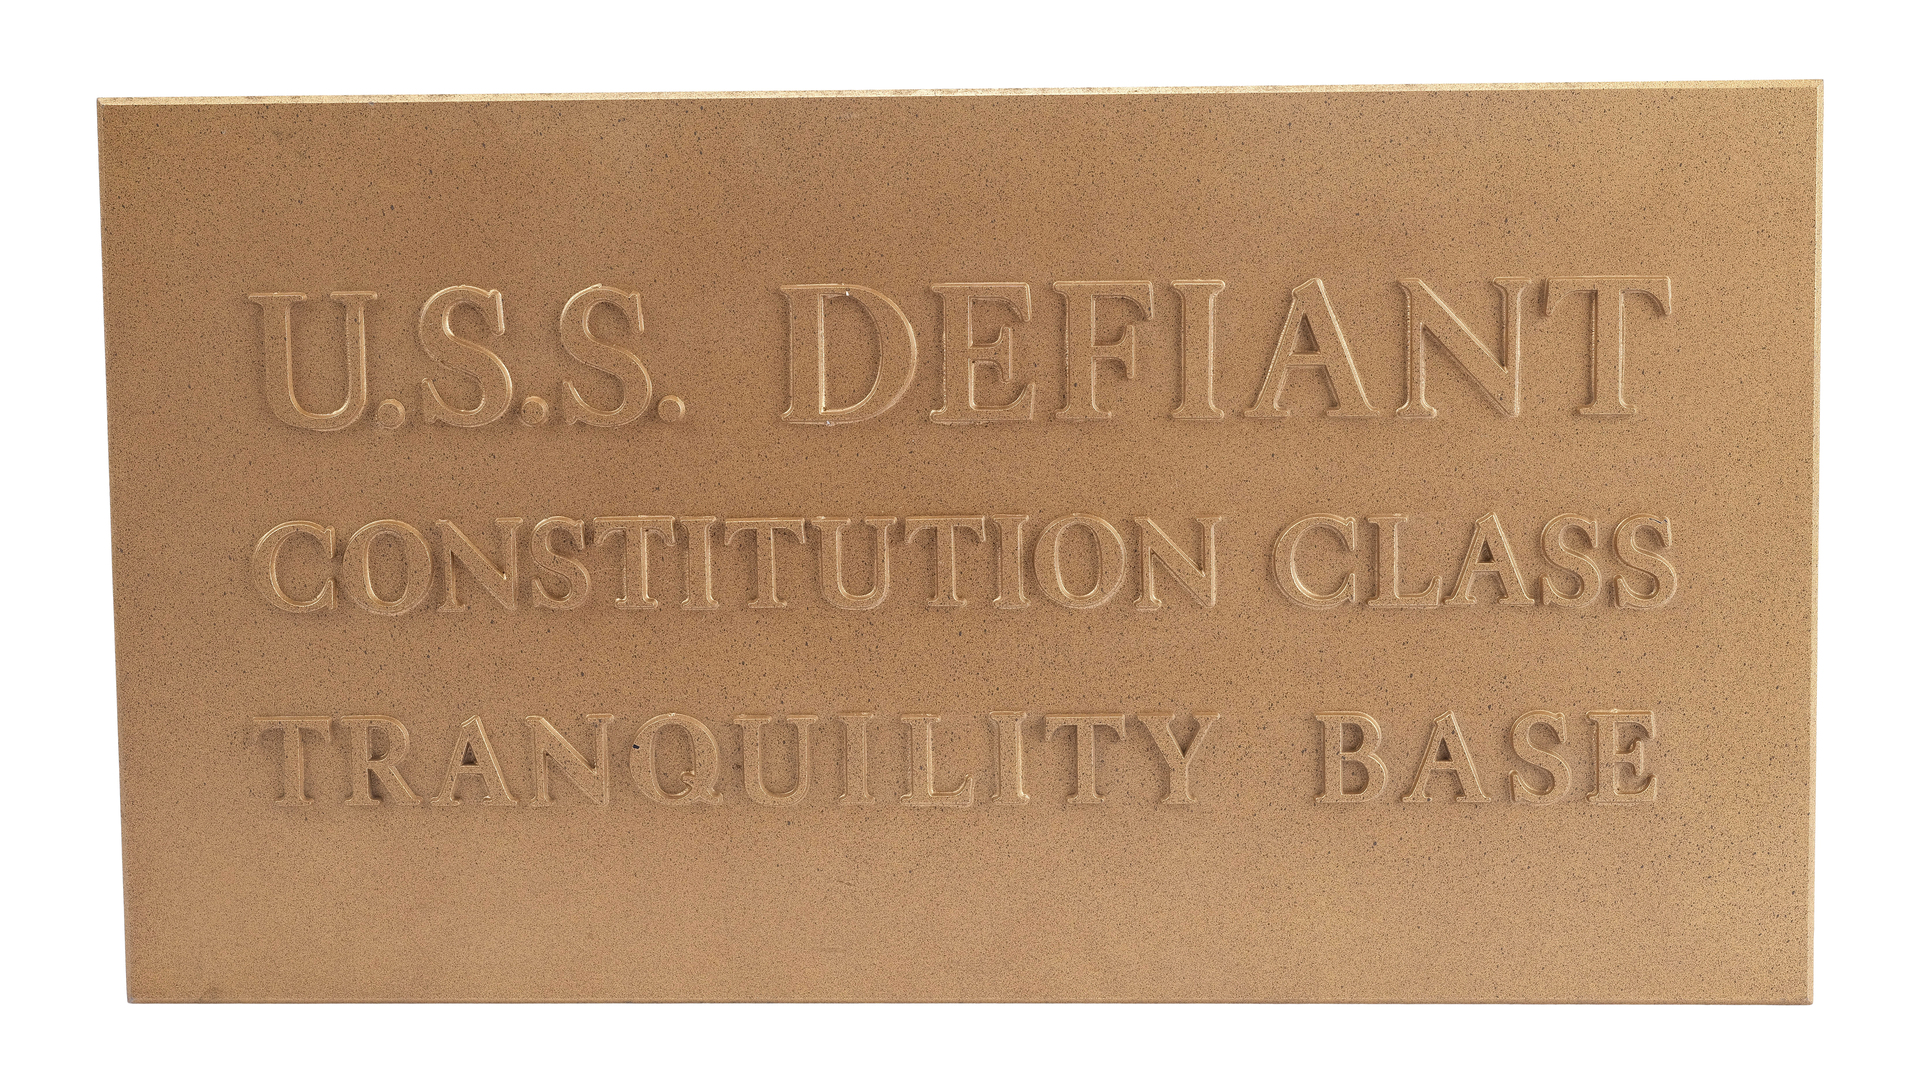 U.S.S. DEFIANT
CONSTITUTION CLASS
TRANQUILITY BASE